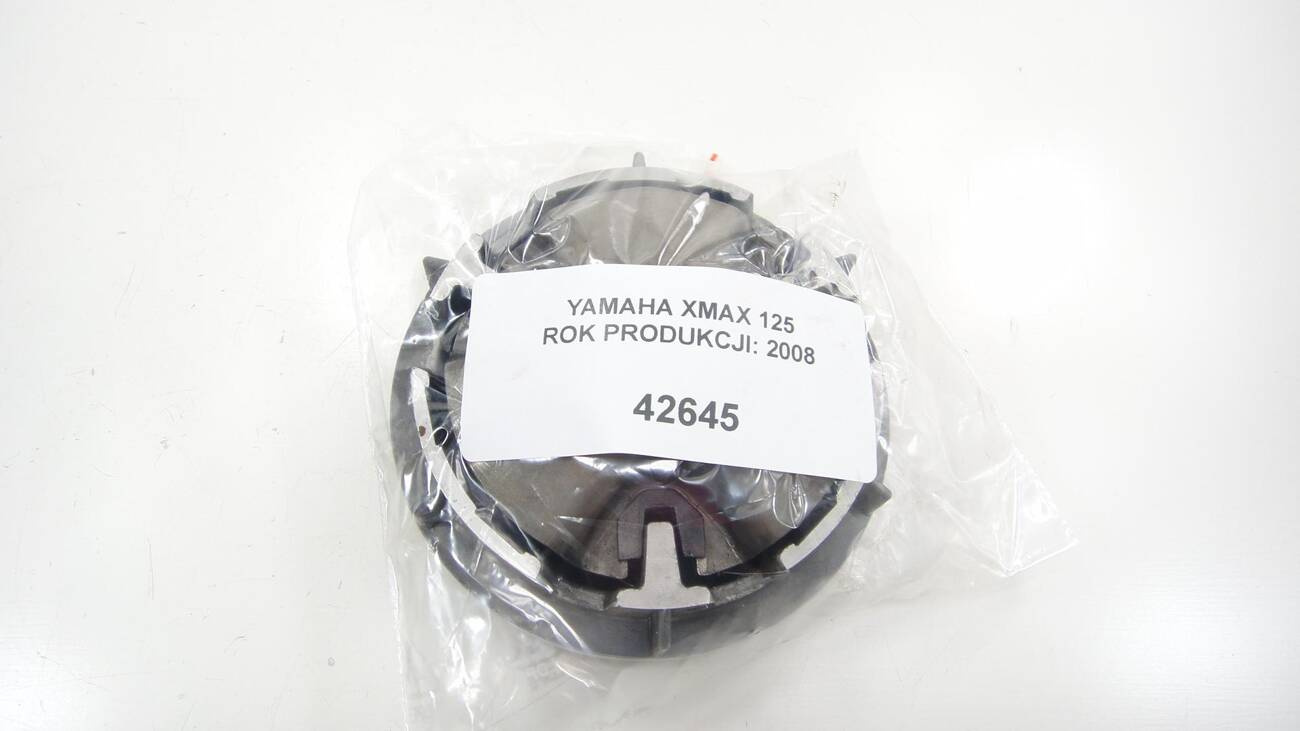 YAMAHA XMAX 125
ROK PRODUKCJI: 2008
42645